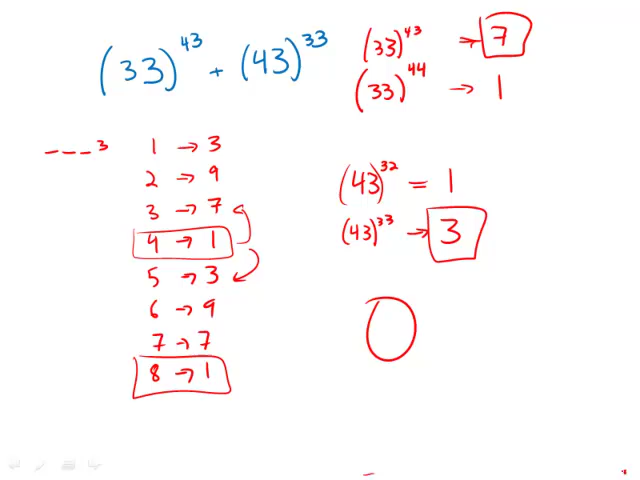 (33)^43 + (43)^33
(33)^43 → 7
(33)^44 → 1
_ _ _ 3
1 → 3
2 → 9
3 → 7
4 → 1
5 → 3
6 → 9
7 → 7
8 → 1
(43)^32 = 1
(43)^33 → 3
0